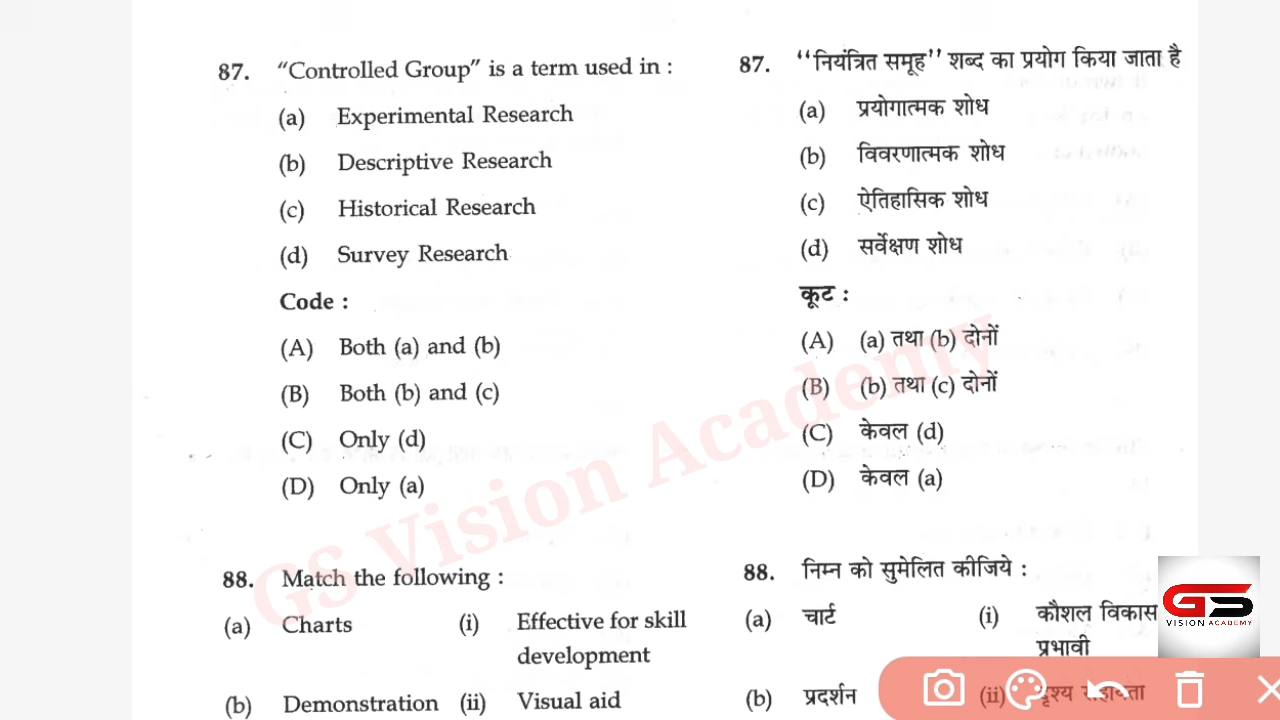 87. “Controlled Group” is a term used in :
(a) Experimental Research
(b) Descriptive Research
(c) Historical Research
(d) Survey Research
Code :
(A) Both (a) and (b)
(B) Both (b) and (c)
(C) Only (d)
(D) Only (a)
88. Match the following :
(a) Charts (i) Effective for skill
development
(b) Demonstration (ii) Visual aid
87. ‘‘नियंत्रित समूह’’ शब्द का प्रयोग किया जाता है
(a) प्रयोगात्मक शोध
(b) विवरणात्मक शोध
(c) ऐतिहासिक शोध
(d) सर्वेक्षण शोध
कूट :
(A) (a) तथा (b) दोनों
(B) (b) तथा (c) दोनों
(C) केवल (d)
(D) केवल (a)
88. निम्न को सुमेलित कीजिये :
(a) चार्ट (i) कौशल विकास
प्रभावी
(b) प्रदर्शन (ii) दृश्य
GS Vision Academy
GS
VISION ACADEMY